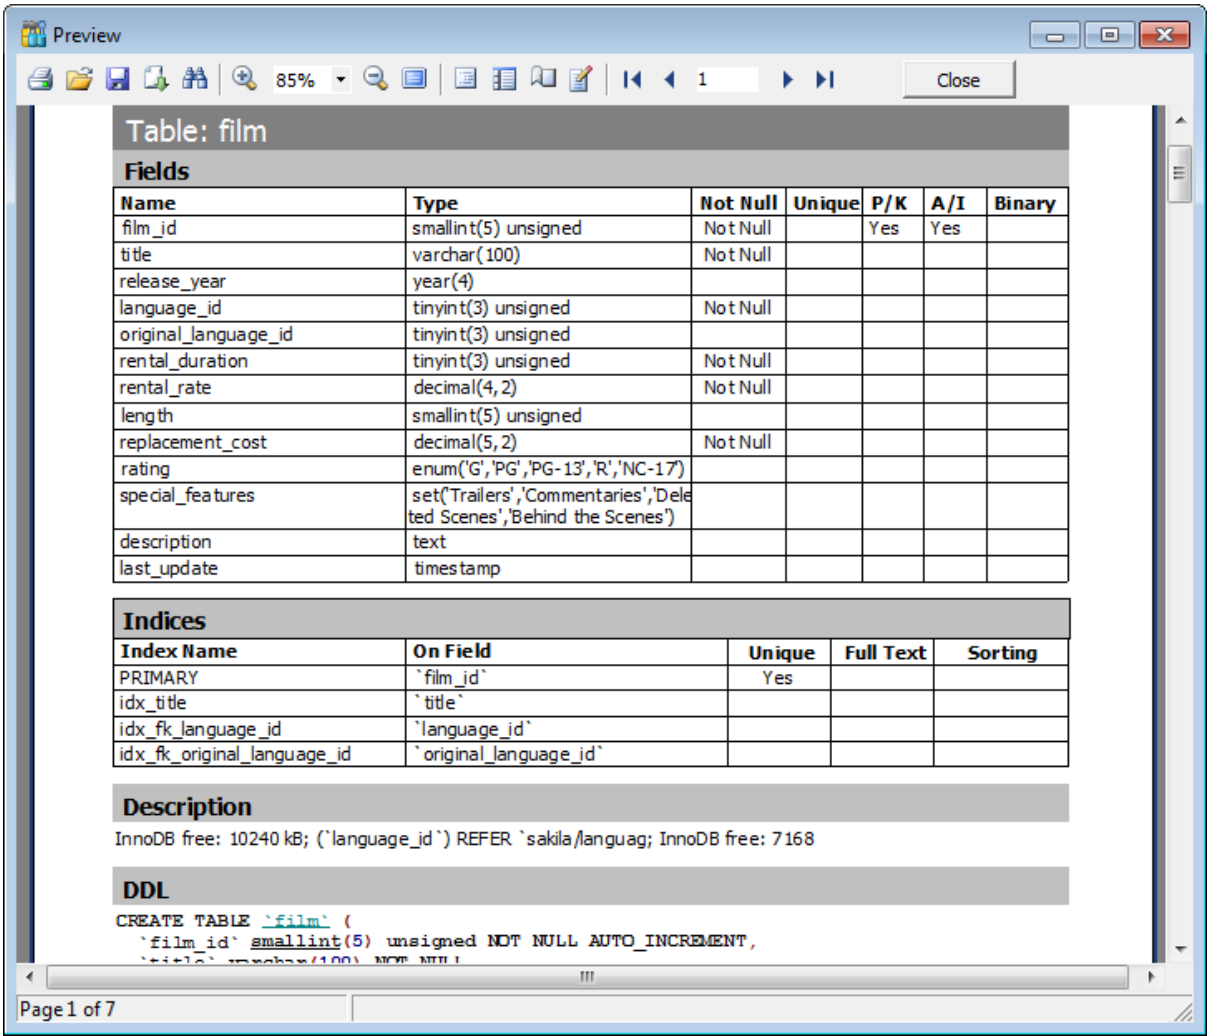 Preview
85% 1 Close
Table: film
Fields
Name Type Not Null Unique P/K A/I Binary
film_id smallint(5) unsigned Not Null Yes Yes
title varchar(100) Not Null
release_year year(4)
language_id tinyint(3) unsigned Not Null
original_language_id tinyint(3) unsigned
rental_duration tinyint(3) unsigned Not Null
rental_rate decimal(4,2) Not Null
length smallint(5) unsigned
replacement_cost decimal(5,2) Not Null
rating enum('G','PG','PG-13','R','NC-17')
special_features set('Trailers','Commentaries','Dele
ted Scenes','Behind the Scenes')
description text
last_update timestamp
Indices
Index Name On Field Unique Full Text Sorting
PRIMARY `film_id` Yes
idx_title `title`
idx_fk_language_id `language_id`
idx_fk_original_language_id `original_language_id`
Description
InnoDB free: 10240 kB; (`language_id`) REFER `sakila/languag; InnoDB free: 7168
DDL
CREATE TABLE `film` (
`film_id` smallint(5) unsigned NOT NULL AUTO_INCREMENT,
`title` varchar(100) NOT NULL,
Page 1 of 7